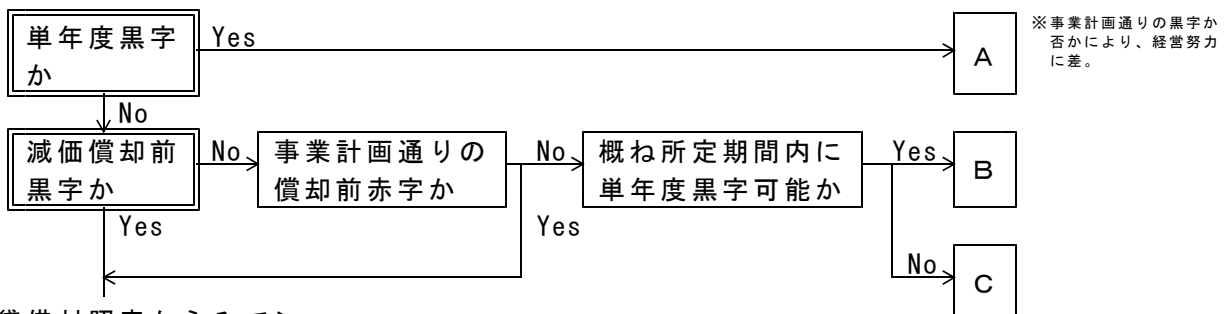 単年度黒字
か
Yes
A
※事業計画通りの黒字か
否かにより、経営努力
に差。
No
減価償却前
黒字か
No
事業計画通りの
償却前赤字か
No
概ね所定期間内に
単年度黒字可能か
Yes
B
Yes
Yes
No
C